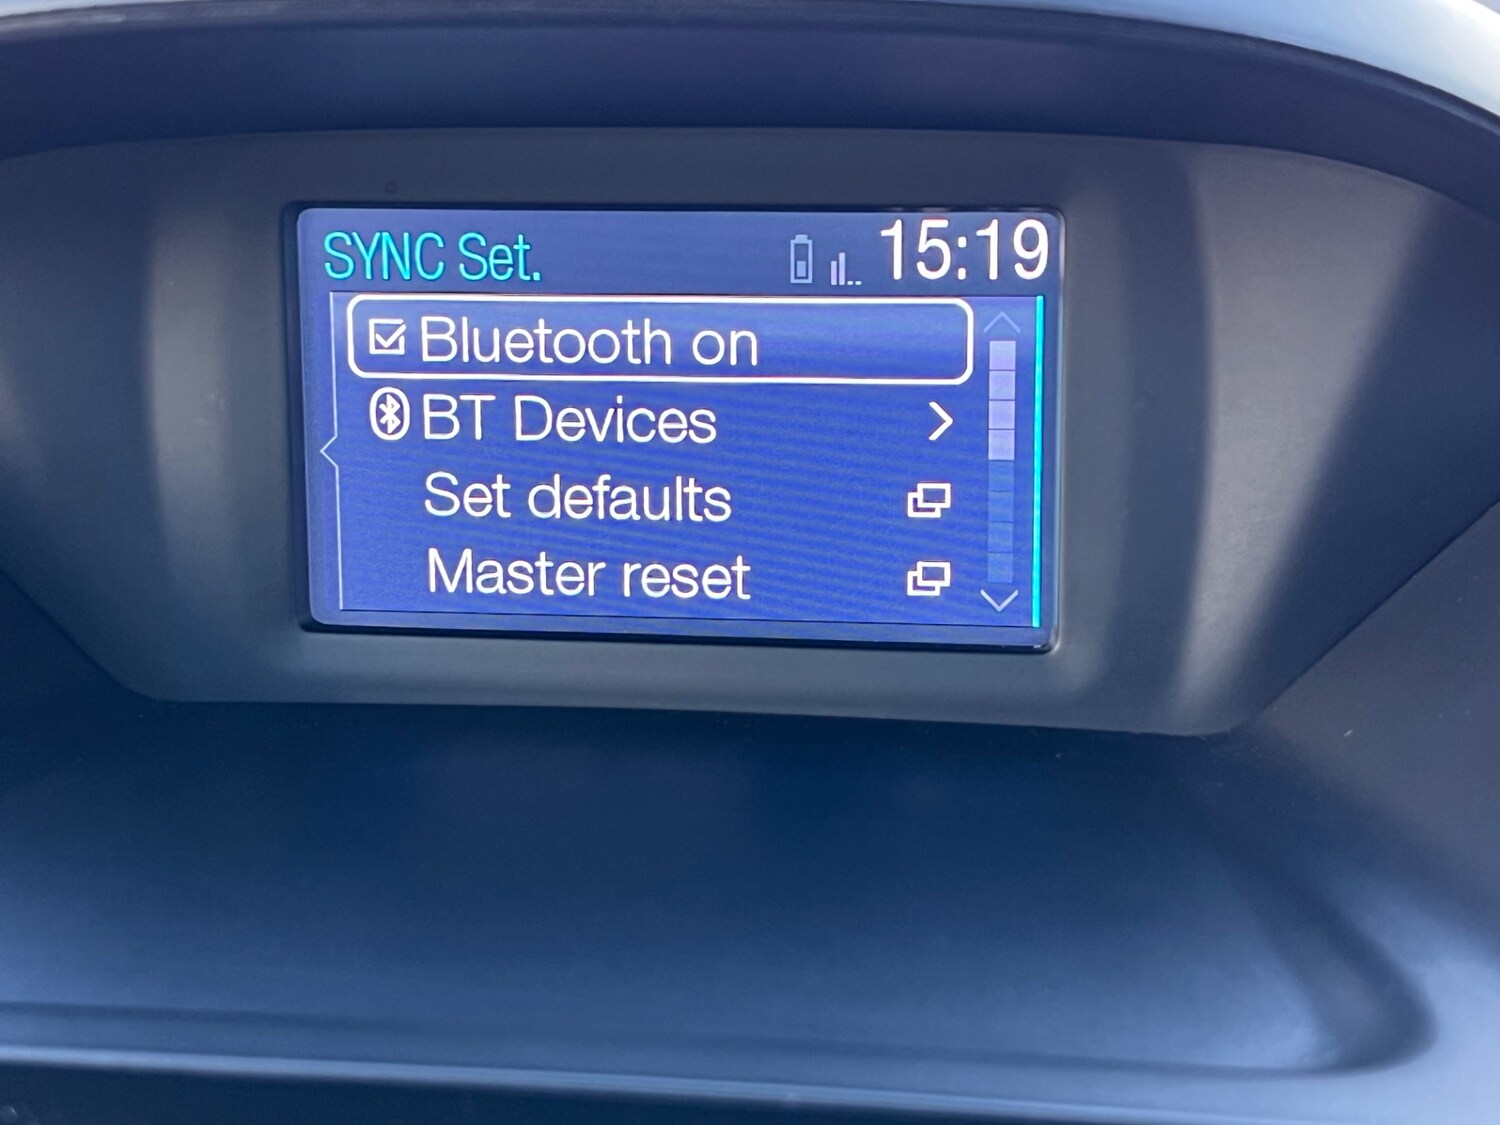 SYNC Set.
15:19
Bluetooth on
BT Devices
Set defaults
Master reset